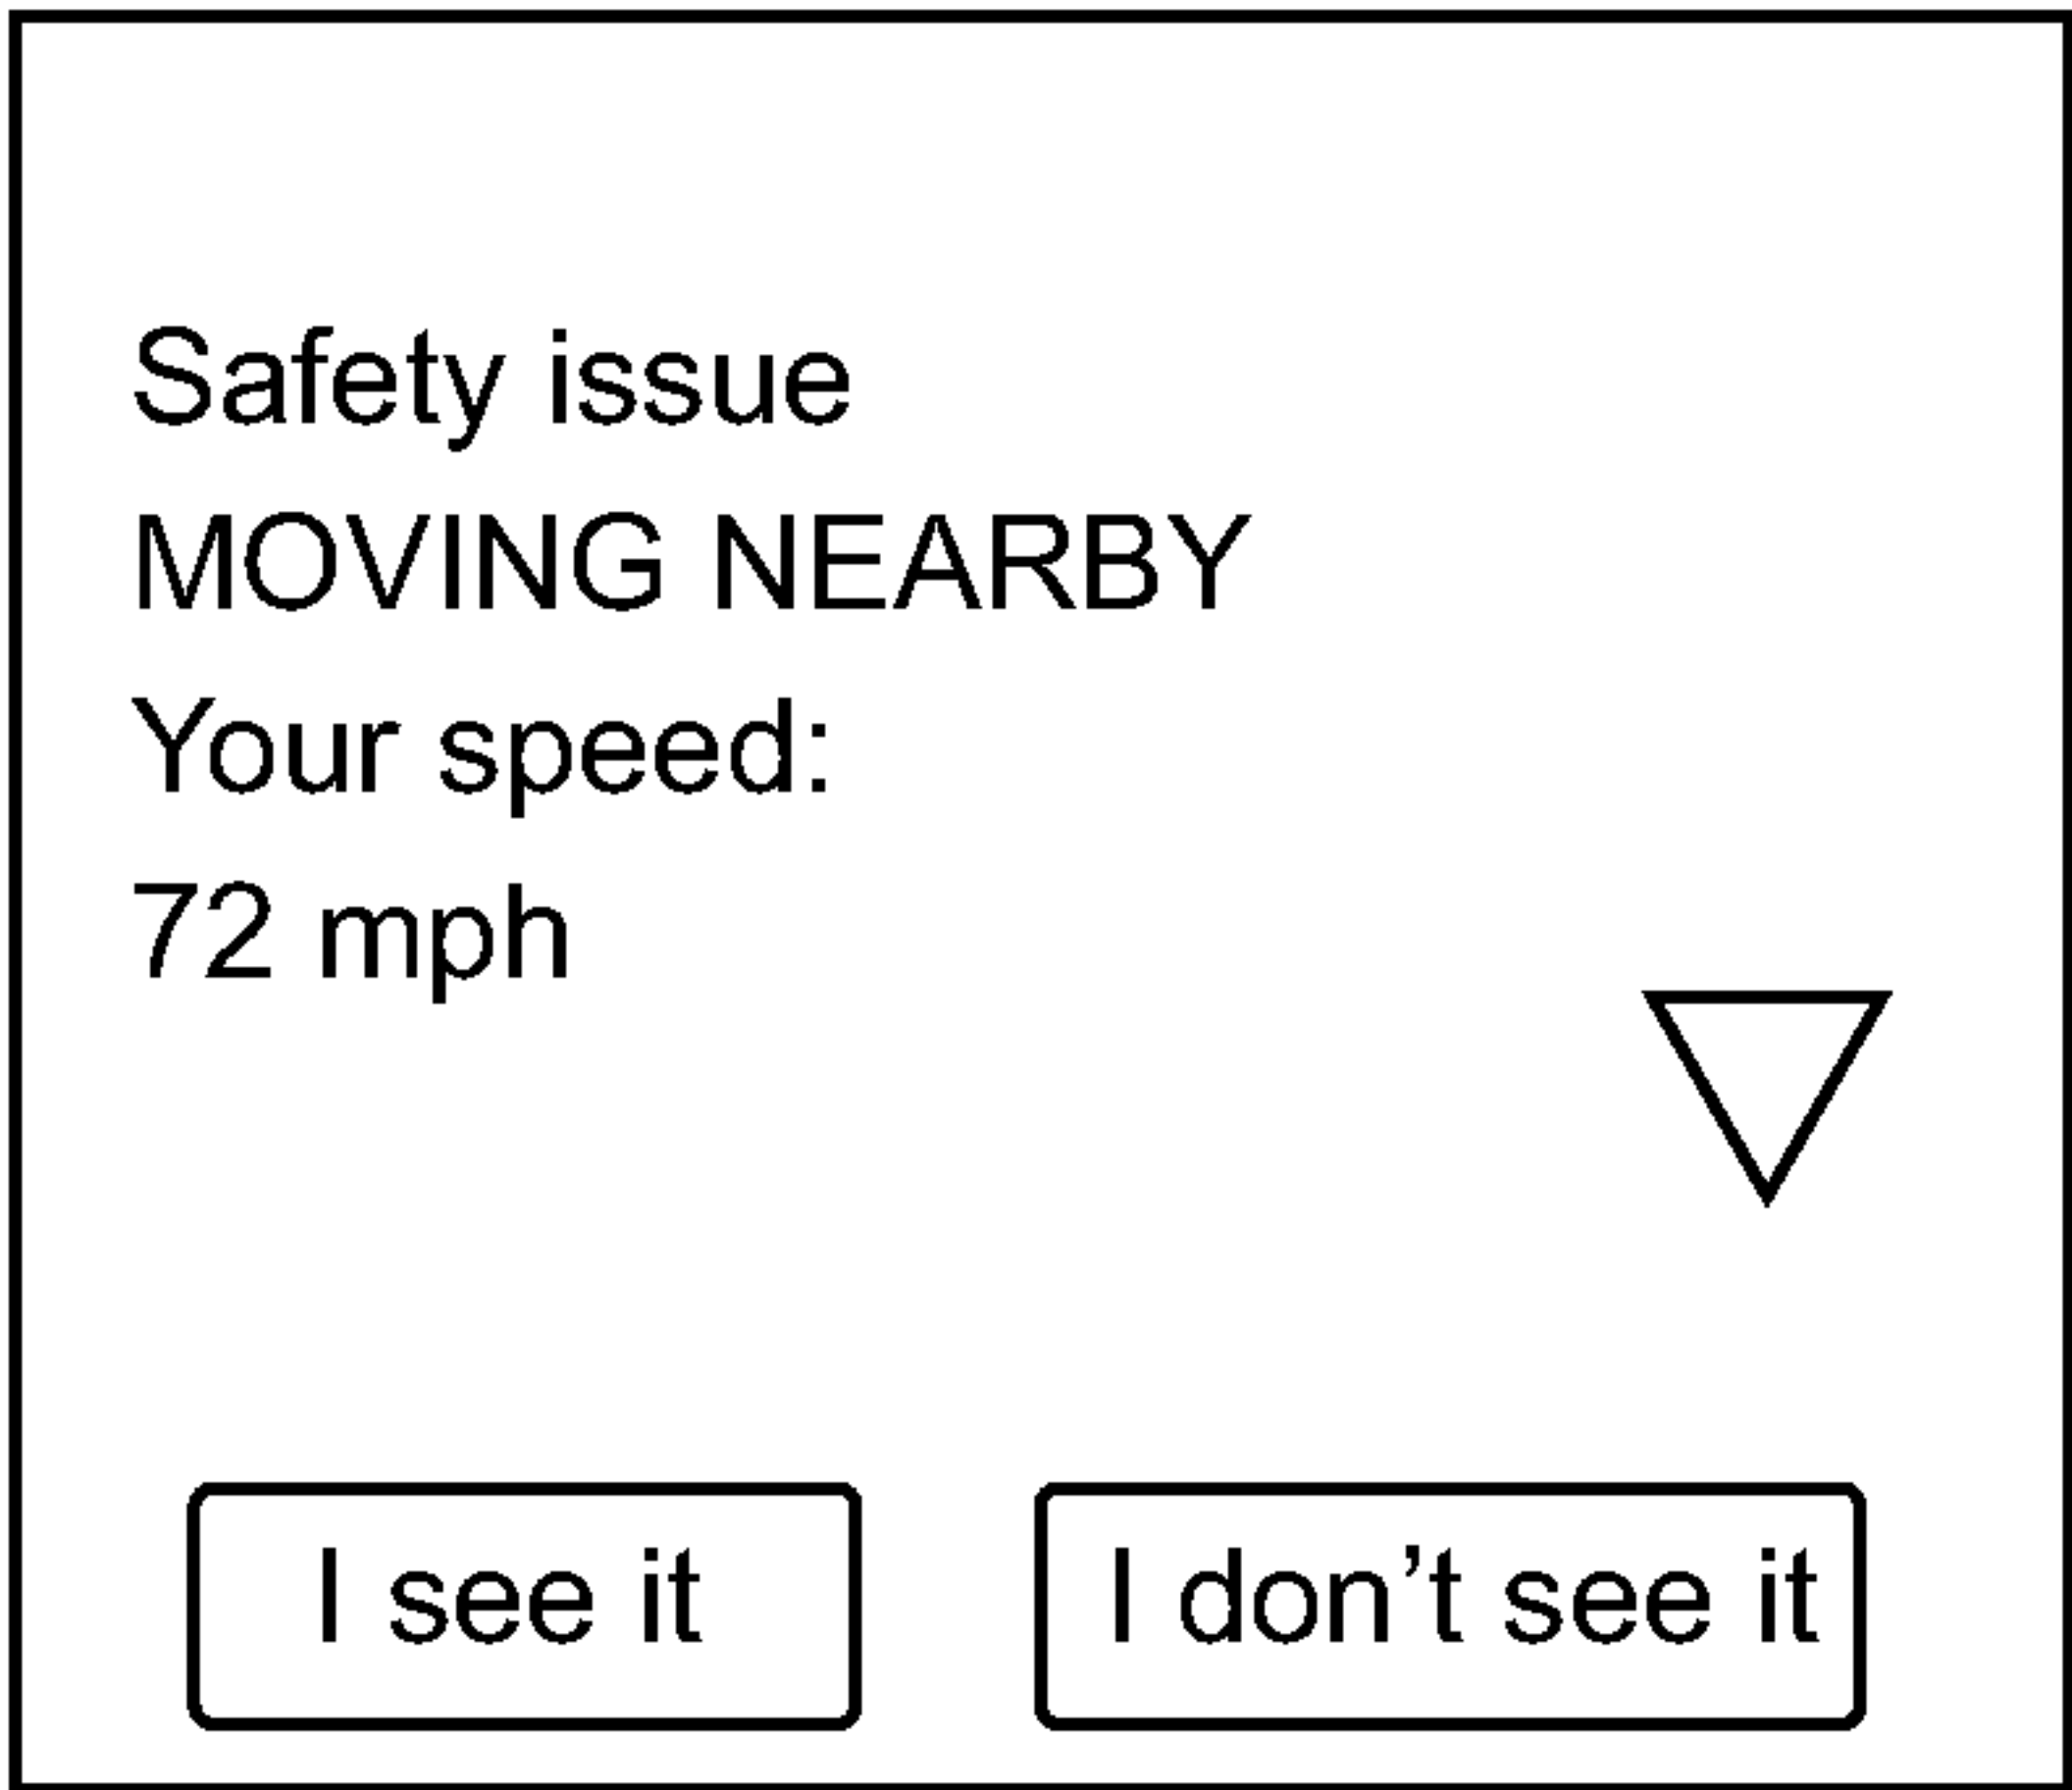 Safety issue
MOVING NEARBY
Your speed:
72 mph
I see it
I don’t see it